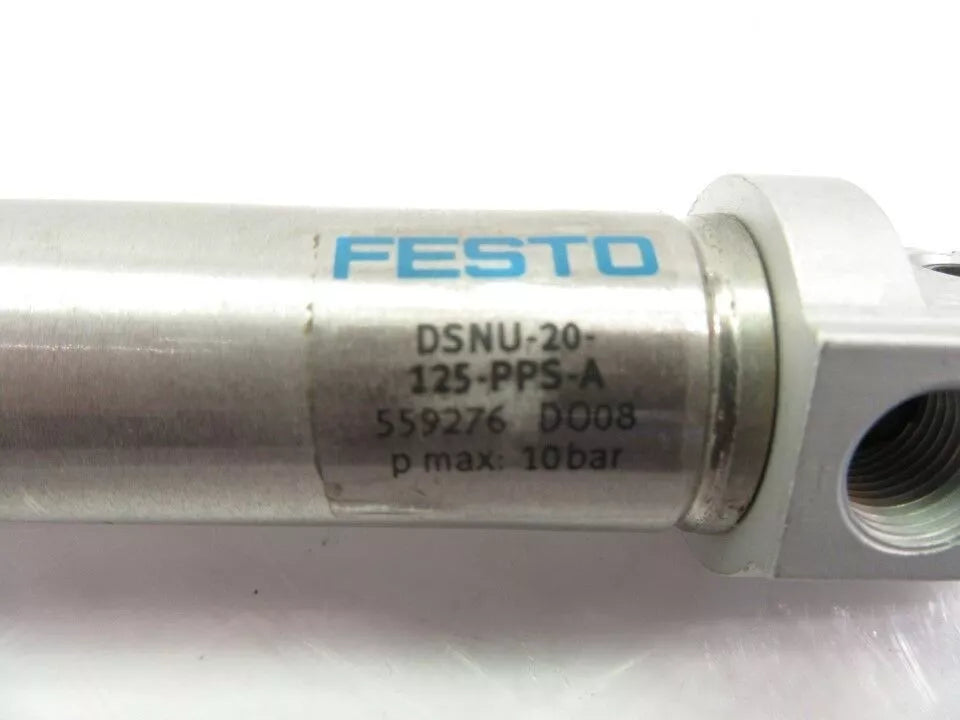 FESTO
DSNU-20-
125-PPS-A
559276 D008
p max: 10bar